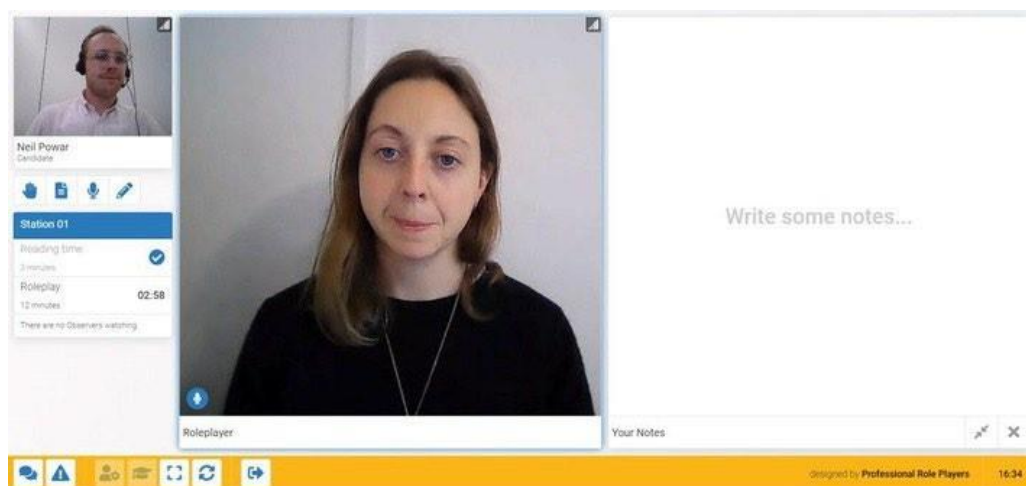 Neil Powar
Candidate
Station 01
Reading time
3 minutes
Roleplay
12 minutes
02:58
There are no Observers watching
Roleplayer
Write some notes...
Your Notes
designed by Professional Role Players
16:34